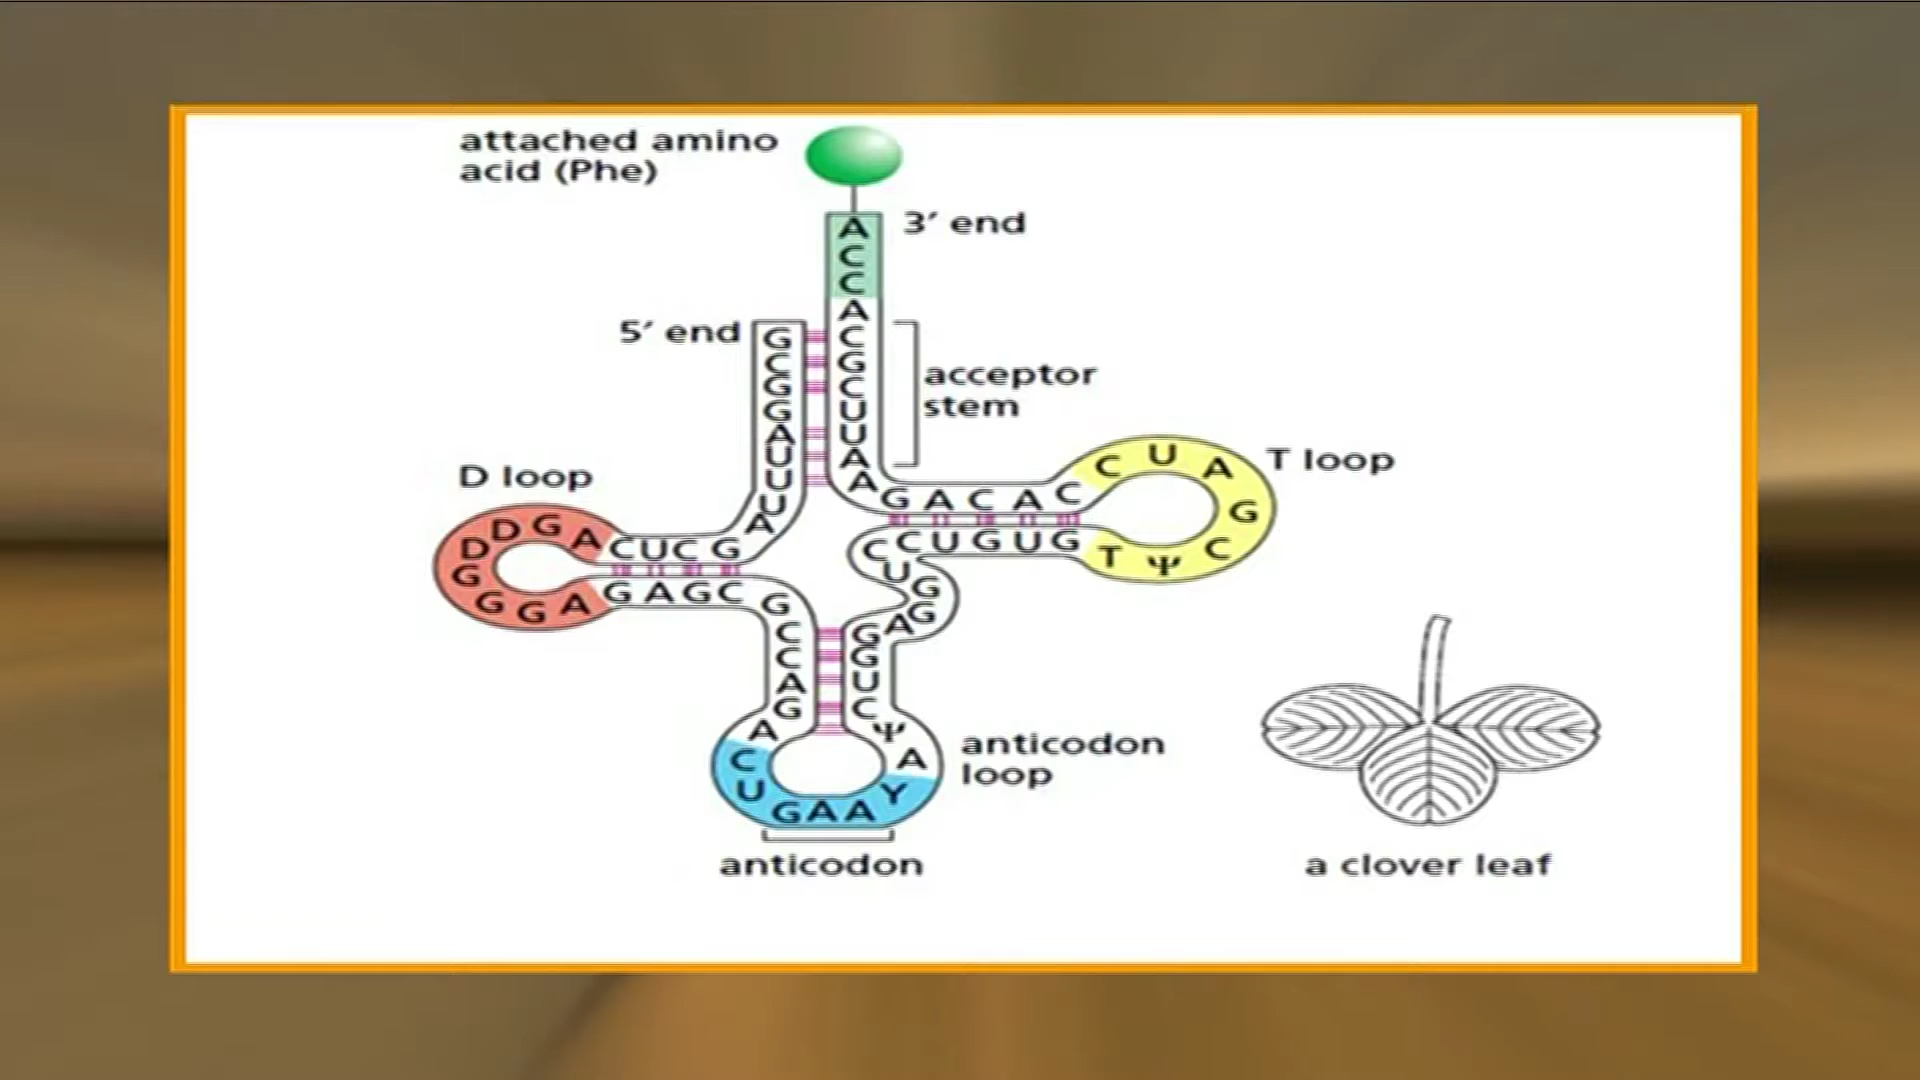 attached amino
acid (Phe)
3′ end
A
C
C
A
C
G
C
U
U
A
A
5′ end
G
C
G
G
A
U
U
U
A
acceptor
stem
D loop
D D G A
D
G
G G A
C U C G
G A G C
T loop
G A C A C
C U A
G
C
T Ψ
C C U G U G
U
G
G
A
G
C
C
A
G
G
G
U
C
A
C
U
G A A Y
A
Ψ
anticodon
loop
anticodon
a clover leaf